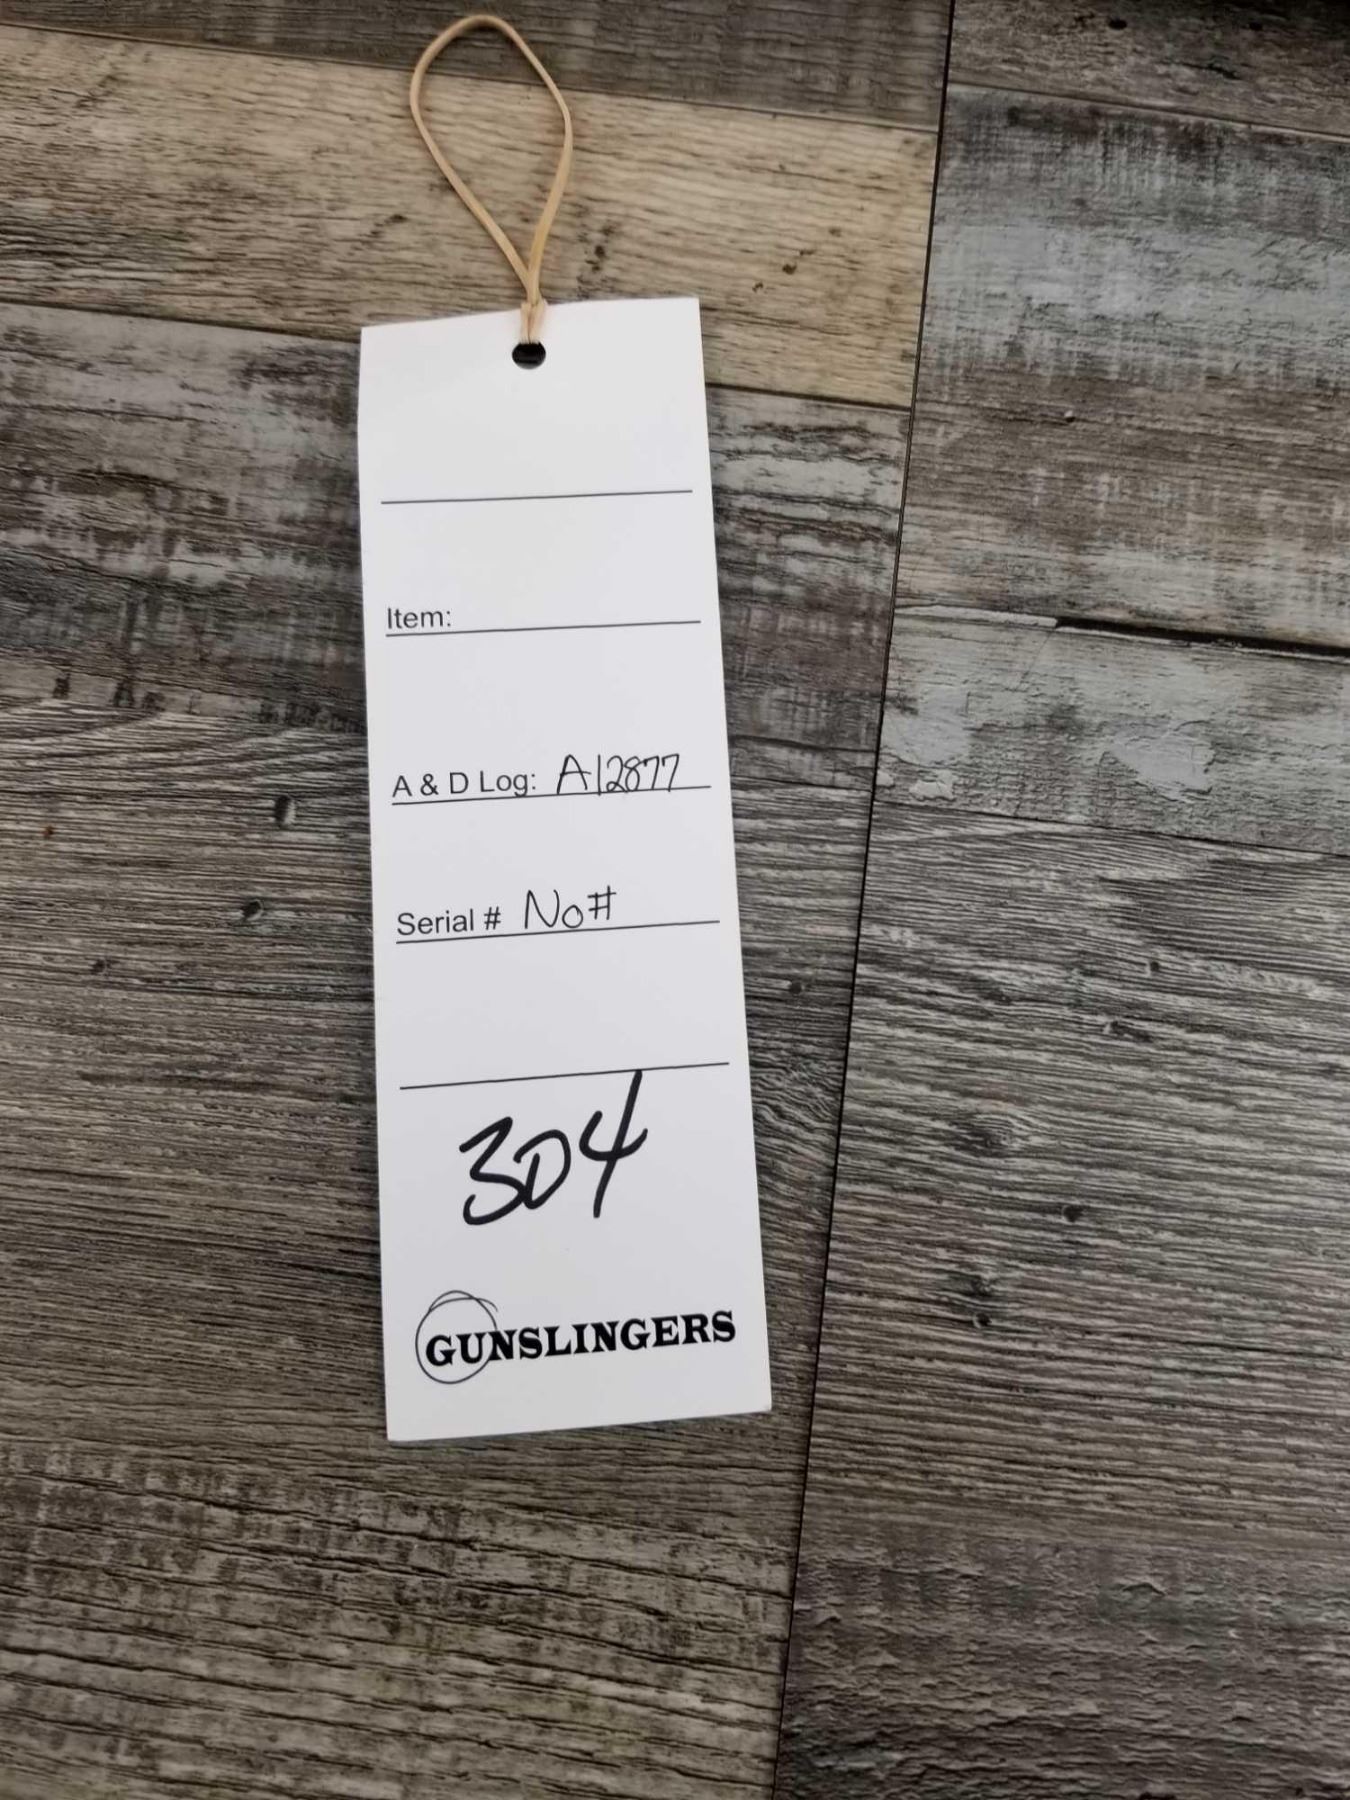 Item:
A & D Log: A12877
Serial # No#
304
GUNSLINGERS